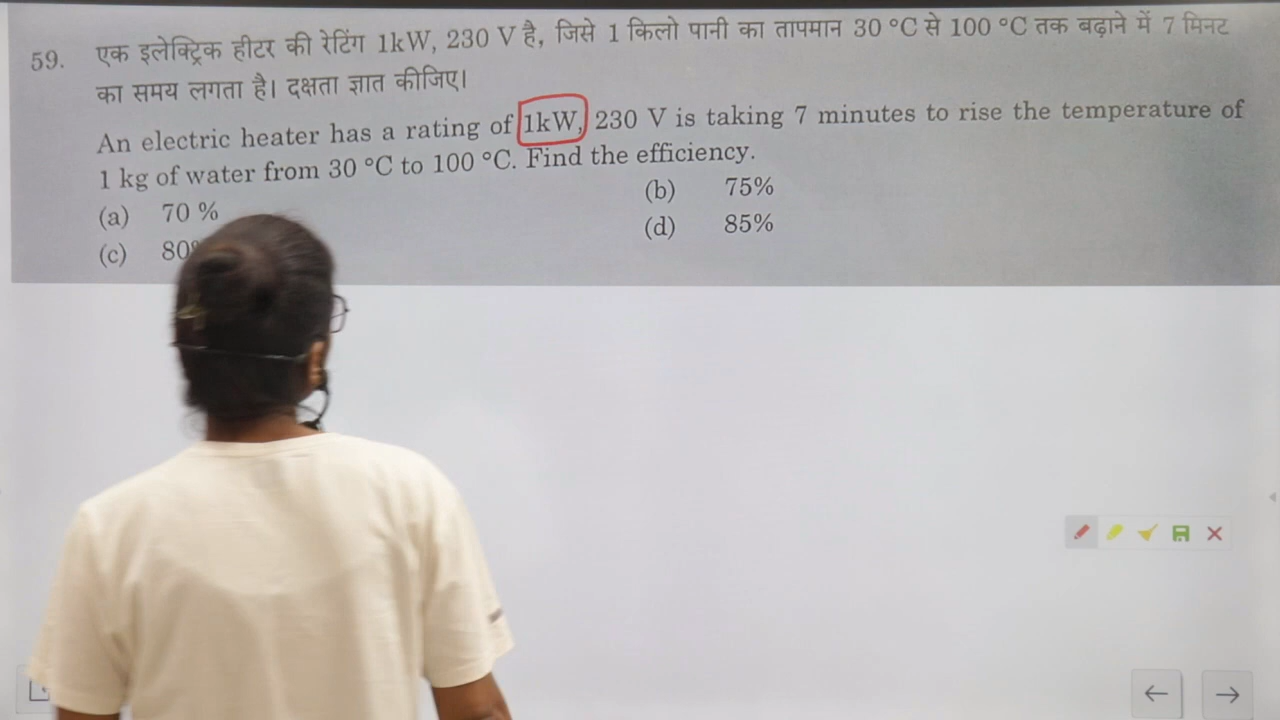 59. एक इलेक्ट्रिक हीटर की रेटिंग 1kW, 230 V है, जिसे 1 किलो पानी का तापमान 30 °C से 100 °C तक बढ़ाने में 7 मिनट
का समय लगता है। दक्षता ज्ञात कीजिए।
An electric heater has a rating of 1kW, 230 V is taking 7 minutes to rise the temperature of
1 kg of water from 30 °C to 100 °C. Find the efficiency.
(a) 70 % (b) 75%
(c) (d) 85%